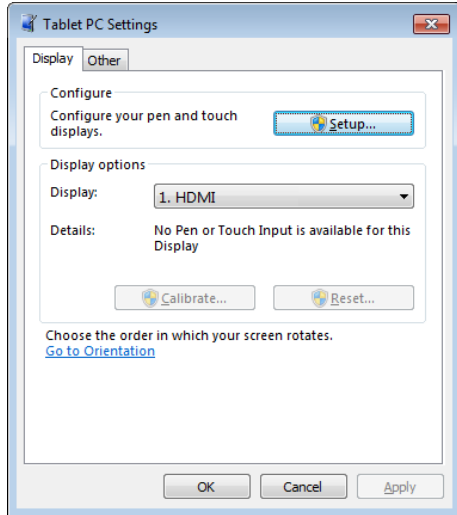 Tablet PC Settings
Display
Other
Configure
Configure your pen and touch
displays.
Setup...
Display options
Display:
1. HDMI
Details:
No Pen or Touch Input is available for this
Display
Calibrate...
Reset...
Choose the order in which your screen rotates.
Go to Orientation
OK
Cancel
Apply